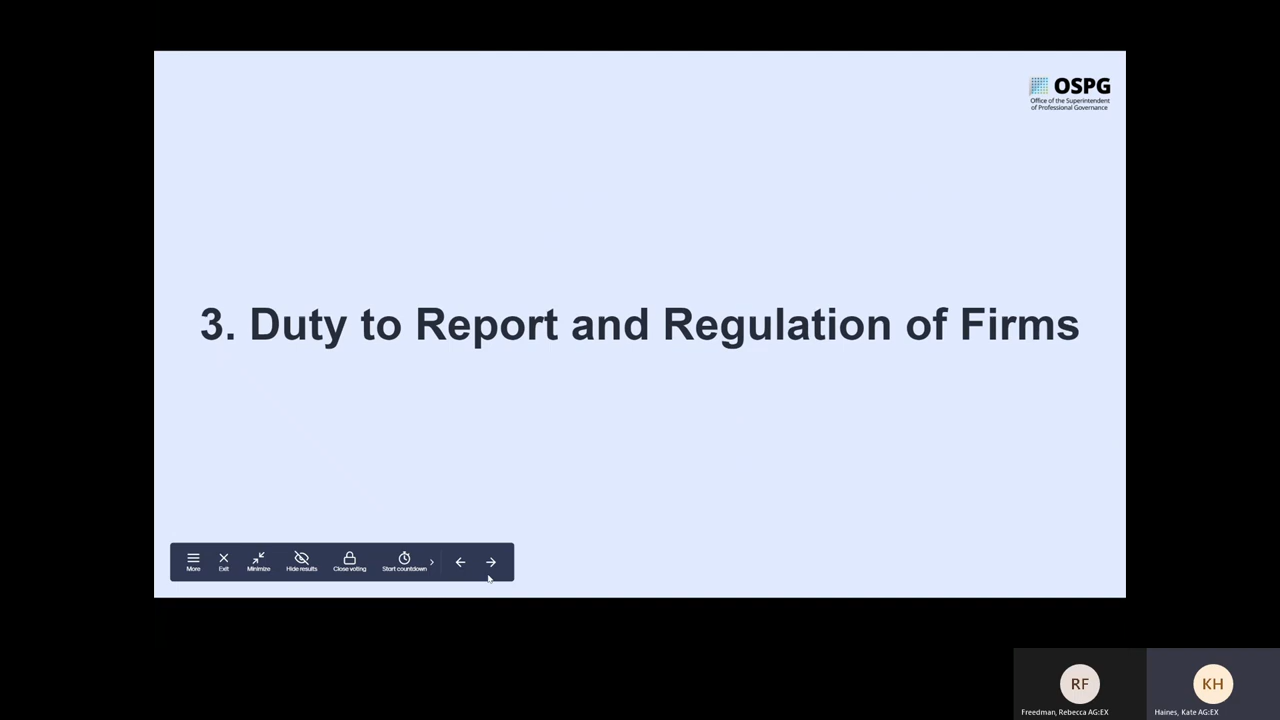 OSPG
Office of the Superintendent
of Professional Governance
3. Duty to Report and Regulation of Firms
More
Exit
Minimize
Hide results
Close voting
Start countdown
RF
KH
Freedman, Rebecca AG:EX
Haines, Kate AG:EX